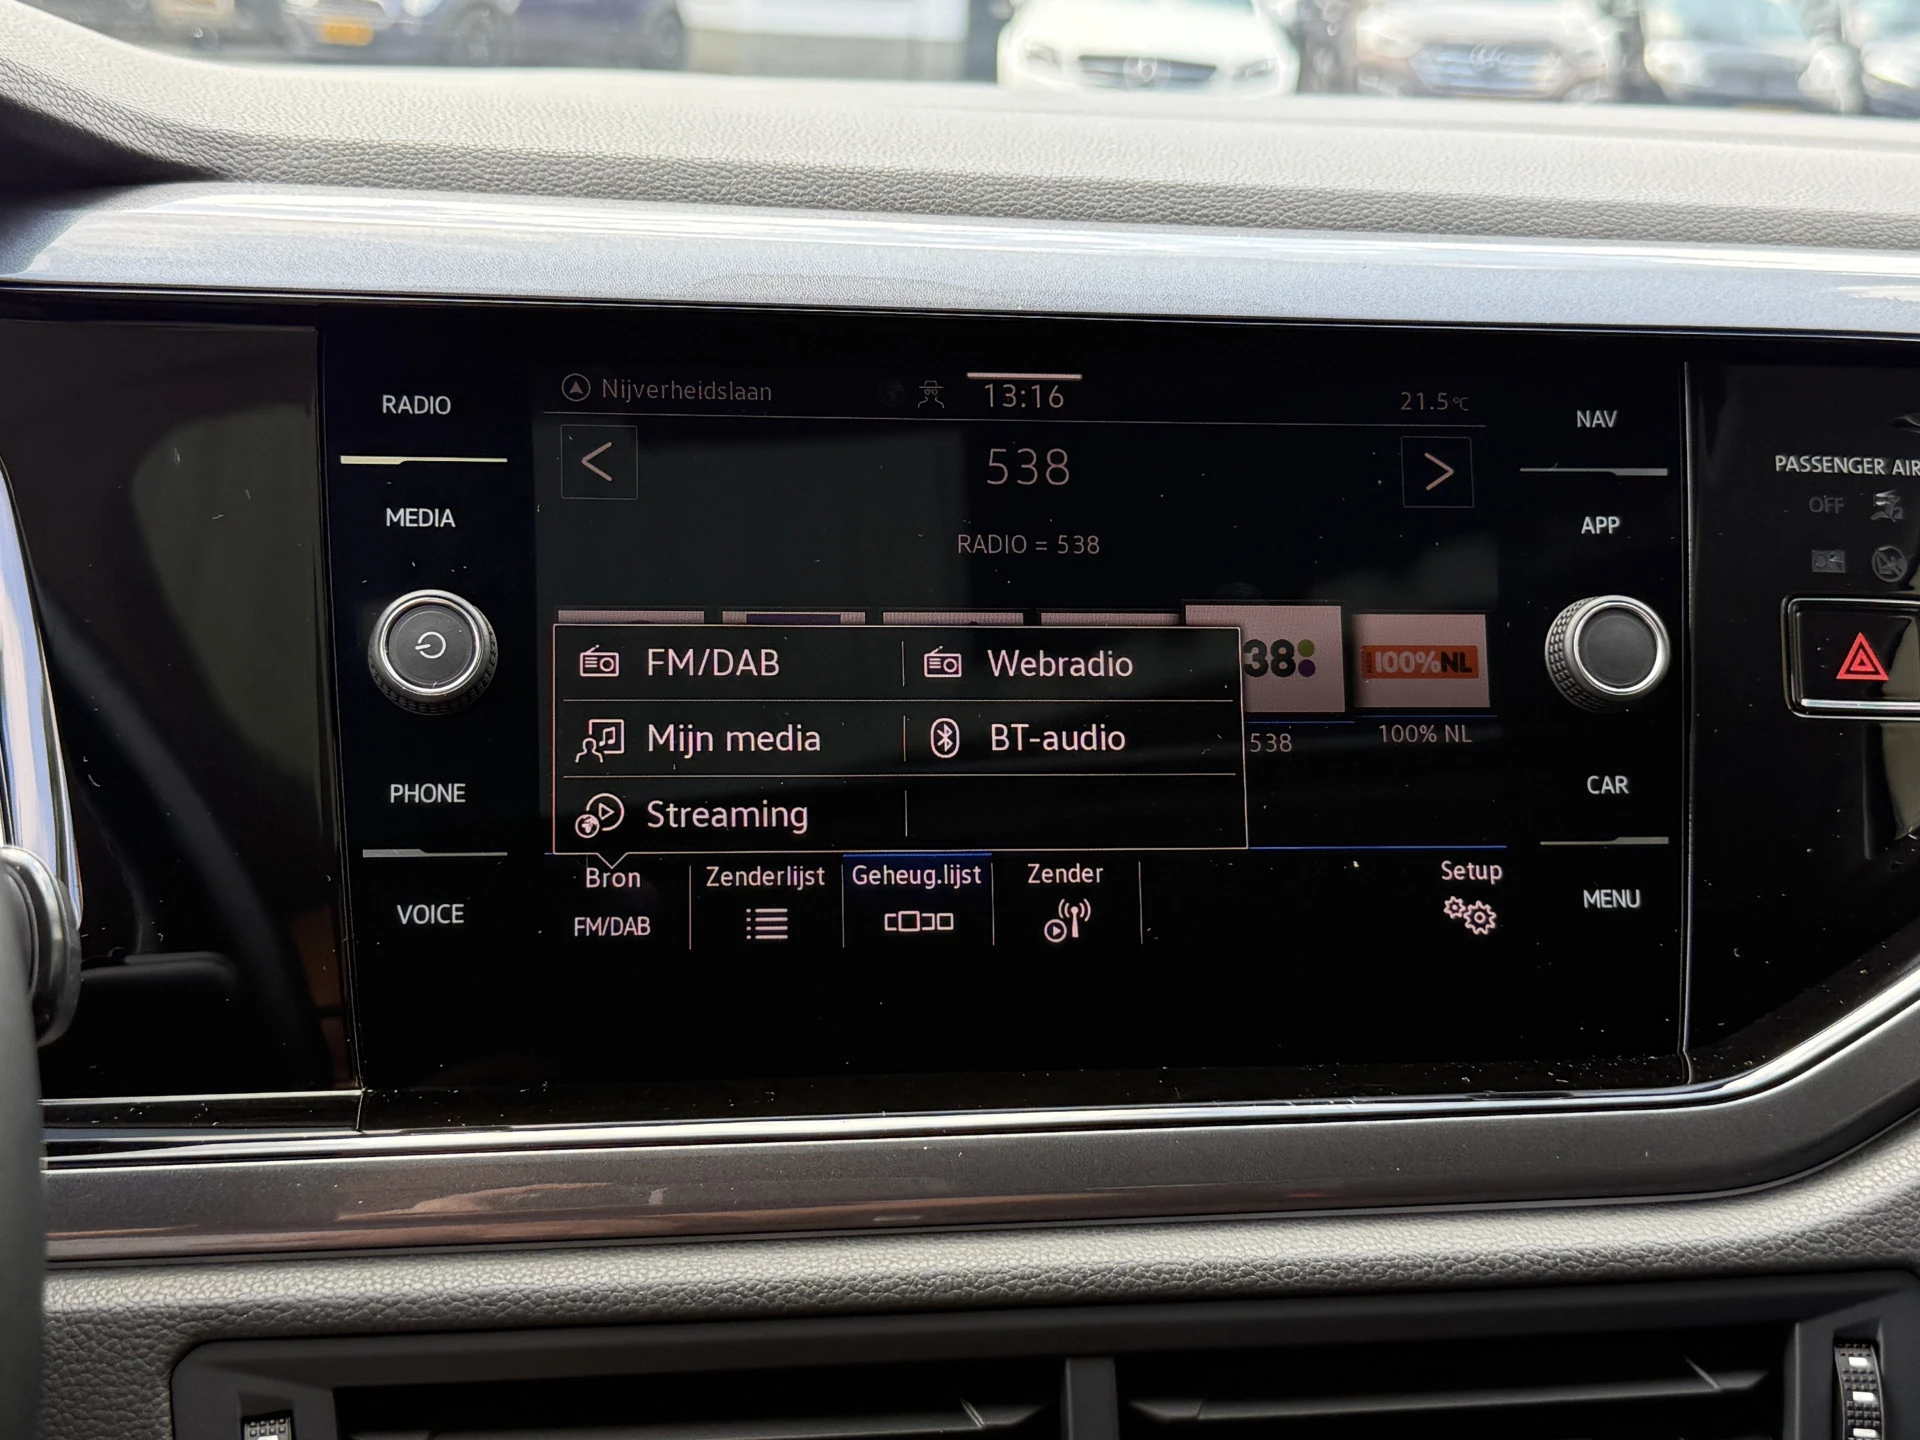 RADIO
MEDIA
PHONE
VOICE
Nijverheidslaan
13:16
21.5°C
538
RADIO = 538
FM/DAB
Webradio
Mijn media
BT-audio
Streaming
38
538
100%NL
100% NL
Bron
FM/DAB
Zenderlijst
Geheug.lijst
Zender
Setup
NAV
APP
CAR
MENU
PASSENGER AIR
OFF